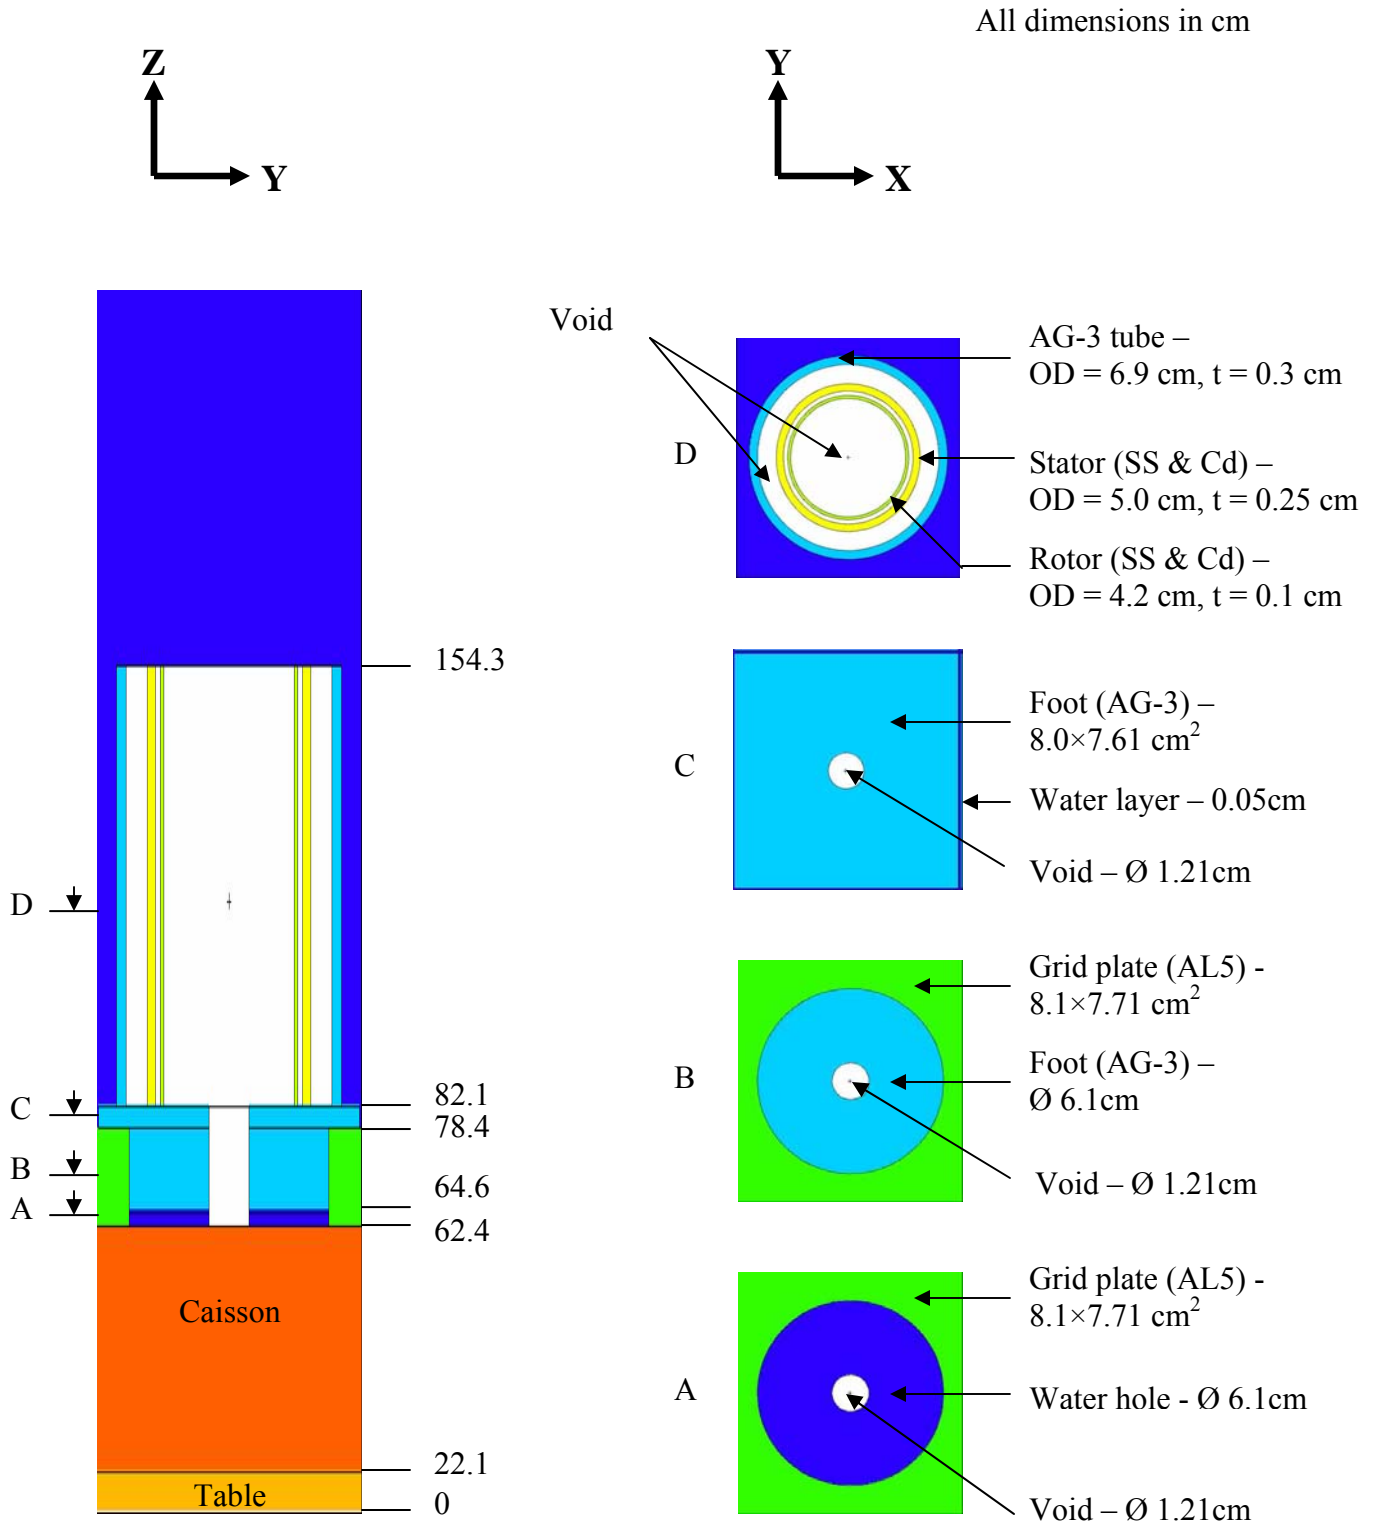 All dimensions in cm
Z
Y
Y
X
Void
AG-3 tube –
OD = 6.9 cm, t = 0.3 cm
D
Stator (SS & Cd) –
OD = 5.0 cm, t = 0.25 cm
Rotor (SS & Cd) –
OD = 4.2 cm, t = 0.1 cm
154.3
Foot (AG-3) –
8.0×7.61 cm²
C
Water layer – 0.05cm
Void – Ø 1.21cm
D
Grid plate (AL5) -
8.1×7.71 cm²
B
Foot (AG-3) –
Ø 6.1cm
Void – Ø 1.21cm
82.1
C
78.4
B
64.6
A
62.4
Grid plate (AL5) -
8.1×7.71 cm²
Caisson
A
Water hole - Ø 6.1cm
22.1
Table
0
Void – Ø 1.21cm